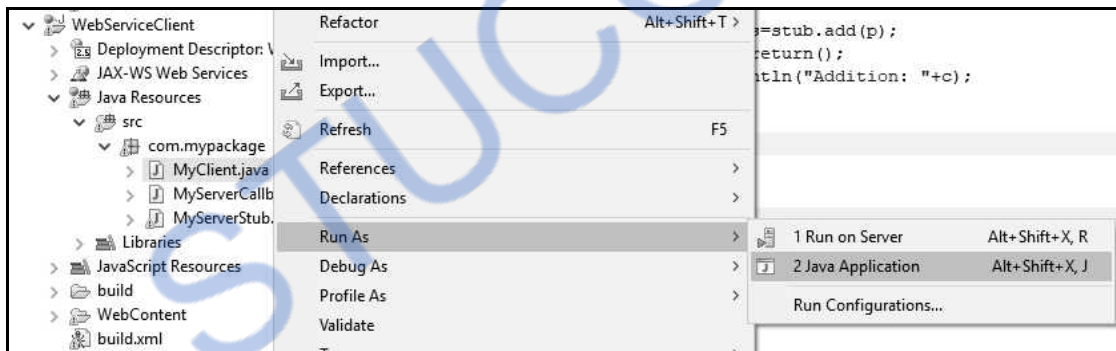 WebServiceClient
Deployment Descriptor:
JAX-WS Web Services
Java Resources
src
com.mypackage
MyClient.java
MyServerCallb
MyServerStub.
Libraries
JavaScript Resources
build
WebContent
build.xml
Refactor Alt+Shift+T >
Import...
Export...
Refresh F5
References >
Declarations >
Run As >
Debug As >
Profile As >
Validate
s=stub.add(p);
return();
ntln("Addition: "+c);
1 Run on Server Alt+Shift+X, R
2 Java Application Alt+Shift+X, J
Run Configurations...
STUCO